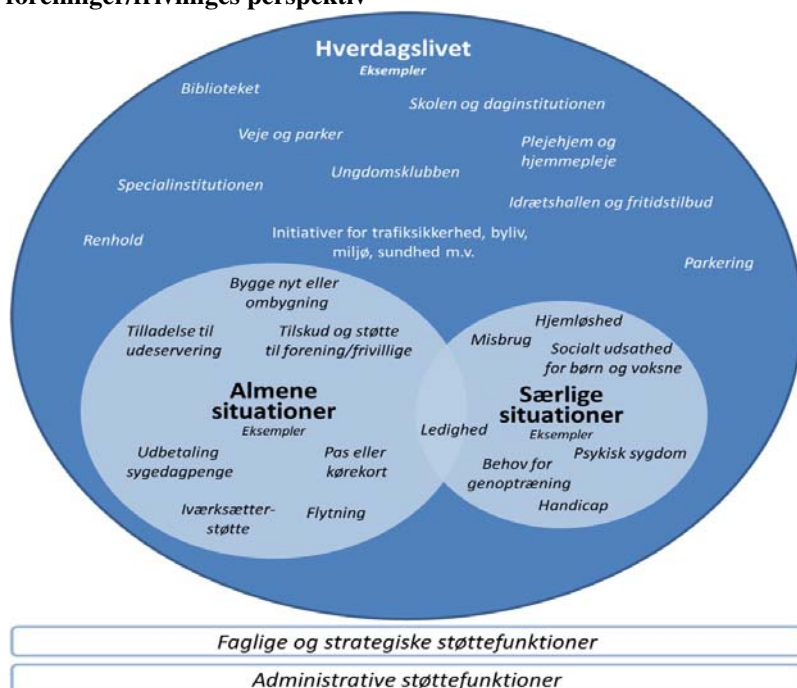 foreninger/frivilliges perspektiv
Hverdagslivet
Eksempler
Biblioteket
Skolen og daginstitutionen
Veje og parker
Plejehjem og
hjemmepleje
Ungdomsklubben
Specialinstitutionen
Idrætshallen og fritidstilbud
Renhold
Initiativer for trafiksikkerhed, byliv,
miljø, sundhed m.v.
Parkering
Bygge nyt eller
ombygning
Tilladelse til
udeservering
Tilskud og støtte
til forening/frivillige
Almene
situationer
Eksempler
Udbetaling
sygedagpenge
Pas eller
kørekort
Iværksætter-
støtte
Flytning
Ledighed
Hjemløshed
Misbrug
Socialt udsathed
for børn og voksne
Særlige
situationer
Eksempler
Psykisk sygdom
Behov for
genoptræning
Handicap
Faglige og strategiske støttefunktioner
Administrative støttefunktioner